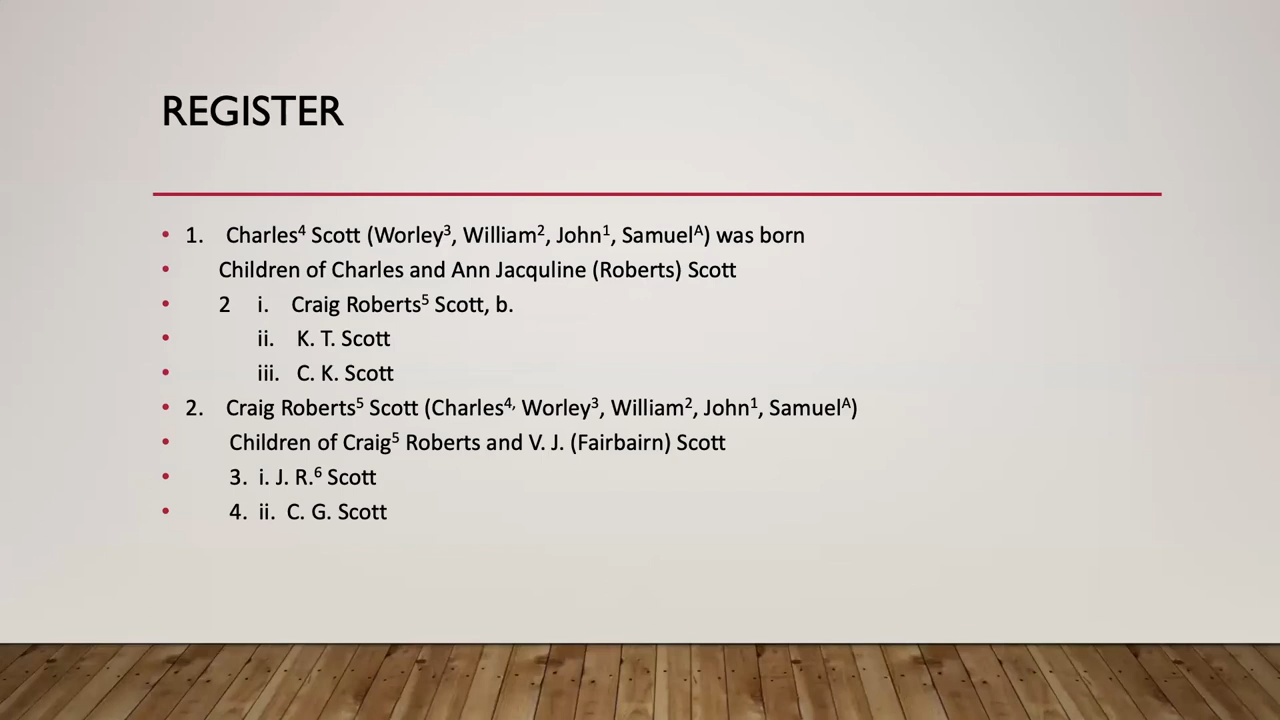 REGISTER
• 1. Charles⁴ Scott (Worley³, William², John¹, Samuelᴬ) was born
• Children of Charles and Ann Jacquline (Roberts) Scott
• 2 i. Craig Roberts⁵ Scott, b.
• ii. K. T. Scott
• iii. C. K. Scott
• 2. Craig Roberts⁵ Scott (Charles⁴, Worley³, William², John¹, Samuelᴬ)
• Children of Craig⁵ Roberts and V. J. (Fairbairn) Scott
• 3. i. J. R.⁶ Scott
• 4. ii. C. G. Scott